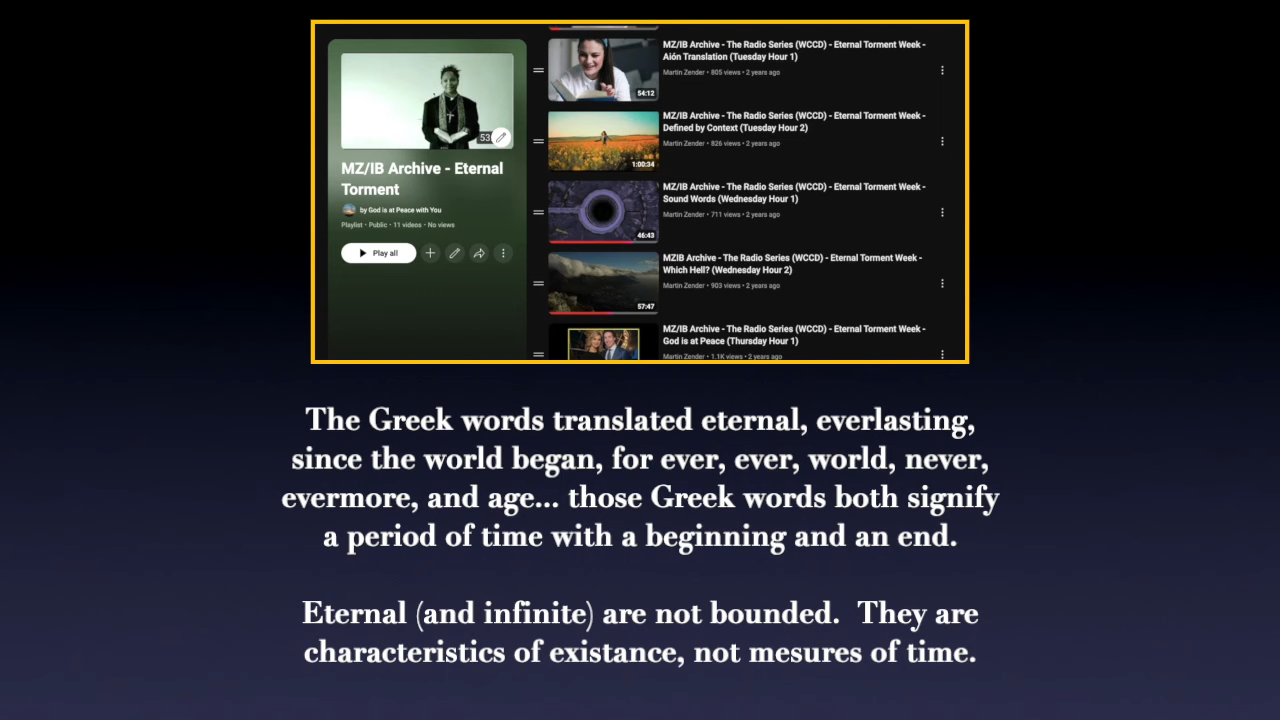 53
MZ/IB Archive - Eternal
Torment
by God is at Peace with You
Playlist • Public • 11 videos • No views
Play all
54:12
MZ/IB Archive - The Radio Series (WCCD) - Eternal Torment Week -
Aión Translation (Tuesday Hour 1)
Martin Zender • 805 views • 2 years ago
1:00:34
MZ/IB Archive - The Radio Series (WCCD) - Eternal Torment Week -
Defined by Context (Tuesday Hour 2)
Martin Zender • 826 views • 2 years ago
46:43
MZ/IB Archive - The Radio Series (WCCD) - Eternal Torment Week -
Sound Words (Wednesday Hour 1)
Martin Zender • 711 views • 2 years ago
57:47
MZIB Archive - The Radio Series (WCCD) - Eternal Torment Week -
Which Hell? (Wednesday Hour 2)
Martin Zender • 903 views • 2 years ago
MZ/IB Archive - The Radio Series (WCCD) - Eternal Torment Week -
God is at Peace (Thursday Hour 1)
Martin Zender • 1.1K views • 2 years ago
The Greek words translated eternal, everlasting,
since the world began, for ever, ever, world, never,
evermore, and age... those Greek words both signify
a period of time with a beginning and an end.
Eternal (and infinite) are not bounded. They are
characteristics of existance, not mesures of time.